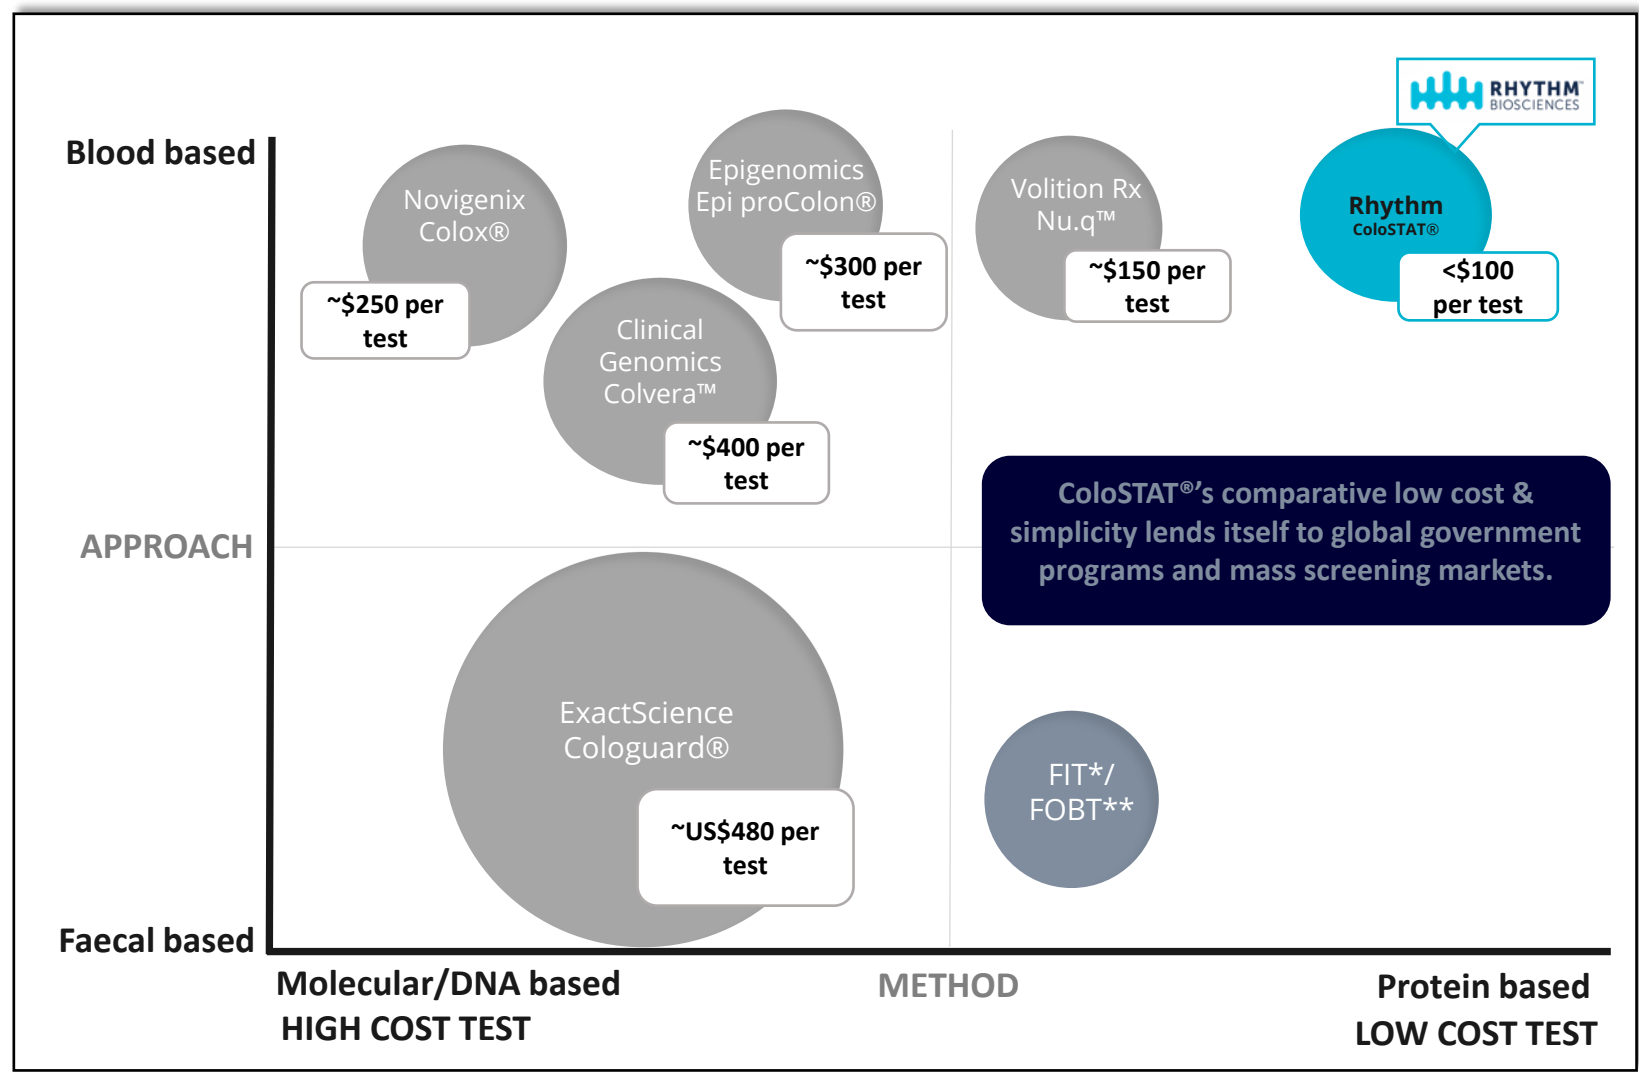 RHYTHM™
BIOSCIENCES
Blood based
Novigenix
Colox®
~$250 per
test
Epigenomics
Epi proColon®
~$300 per
test
Clinical
Genomics
Colvera™
~$400 per
test
Volition Rx
Nu.q™
~$150 per
test
Rhythm
ColoSTAT®
<$100
per test
ColoSTAT®’s comparative low cost &
simplicity lends itself to global government
programs and mass screening markets.
APPROACH
ExactScience
Cologuard®
~US$480 per
test
FIT*/
FOBT**
Faecal based
Molecular/DNA based
HIGH COST TEST
METHOD
Protein based
LOW COST TEST